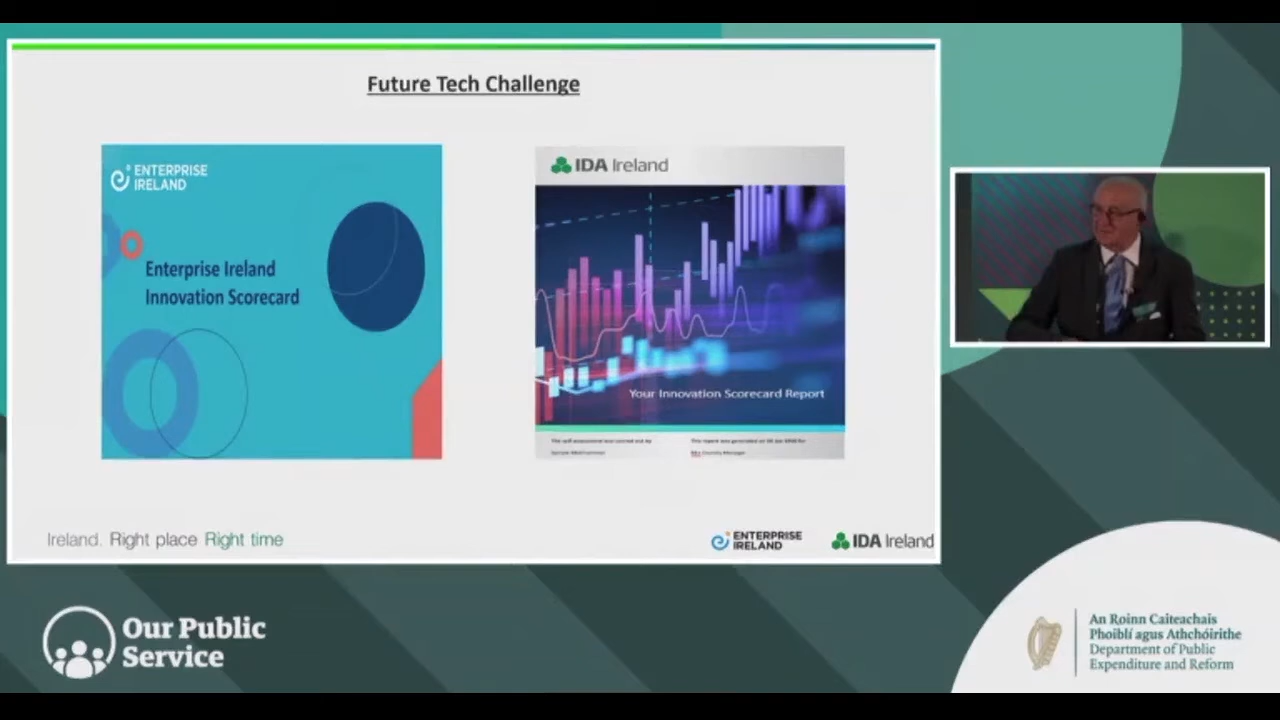 Future Tech Challenge
ENTERPRISE
IRELAND
Enterprise Ireland
Innovation Scorecard
IDA Ireland
Your Innovation Scorecard Report
Ireland. Right place Right time
ENTERPRISE
IRELAND
IDA Ireland
Our Public
Service
An Roinn Caiteachais
Phoiblí agus Athchóirithe
Department of Public
Expenditure and Reform